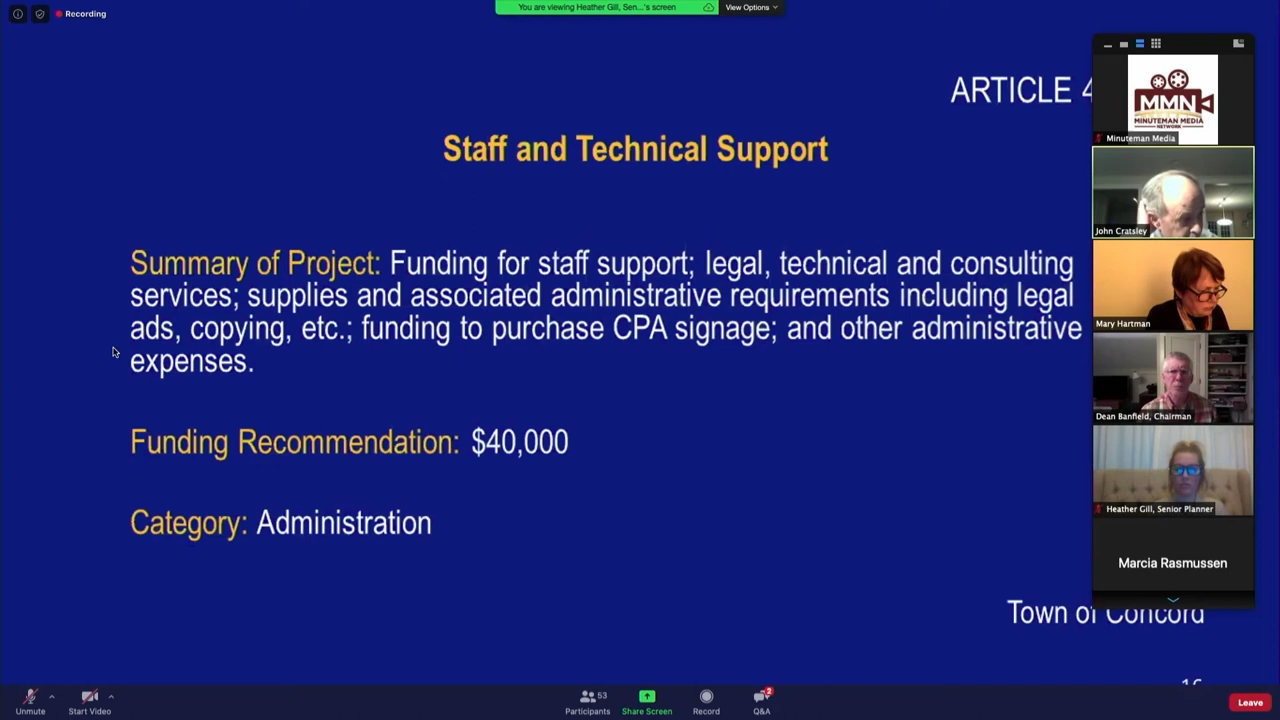 Recording
You are viewing Heather Gill, Sen...'s screen
View Options
ARTICLE 4
MMN
MINUTEMAN MEDIA
NETWORK
Minuteman Media
Staff and Technical Support
John Cratsley
Summary of Project: Funding for staff support; legal, technical and consulting
services; supplies and associated administrative requirements including legal
ads, copying, etc.; funding to purchase CPA signage; and other administrative
expenses.
Mary Hartman
Dean Banfield, Chairman
Funding Recommendation: $40,000
Heather Gill, Senior Planner
Category: Administration
Marcia Rasmussen
Town of Concord
16
Unmute
Start Video
53
Participants
Share Screen
Record
2
Q&A
Leave